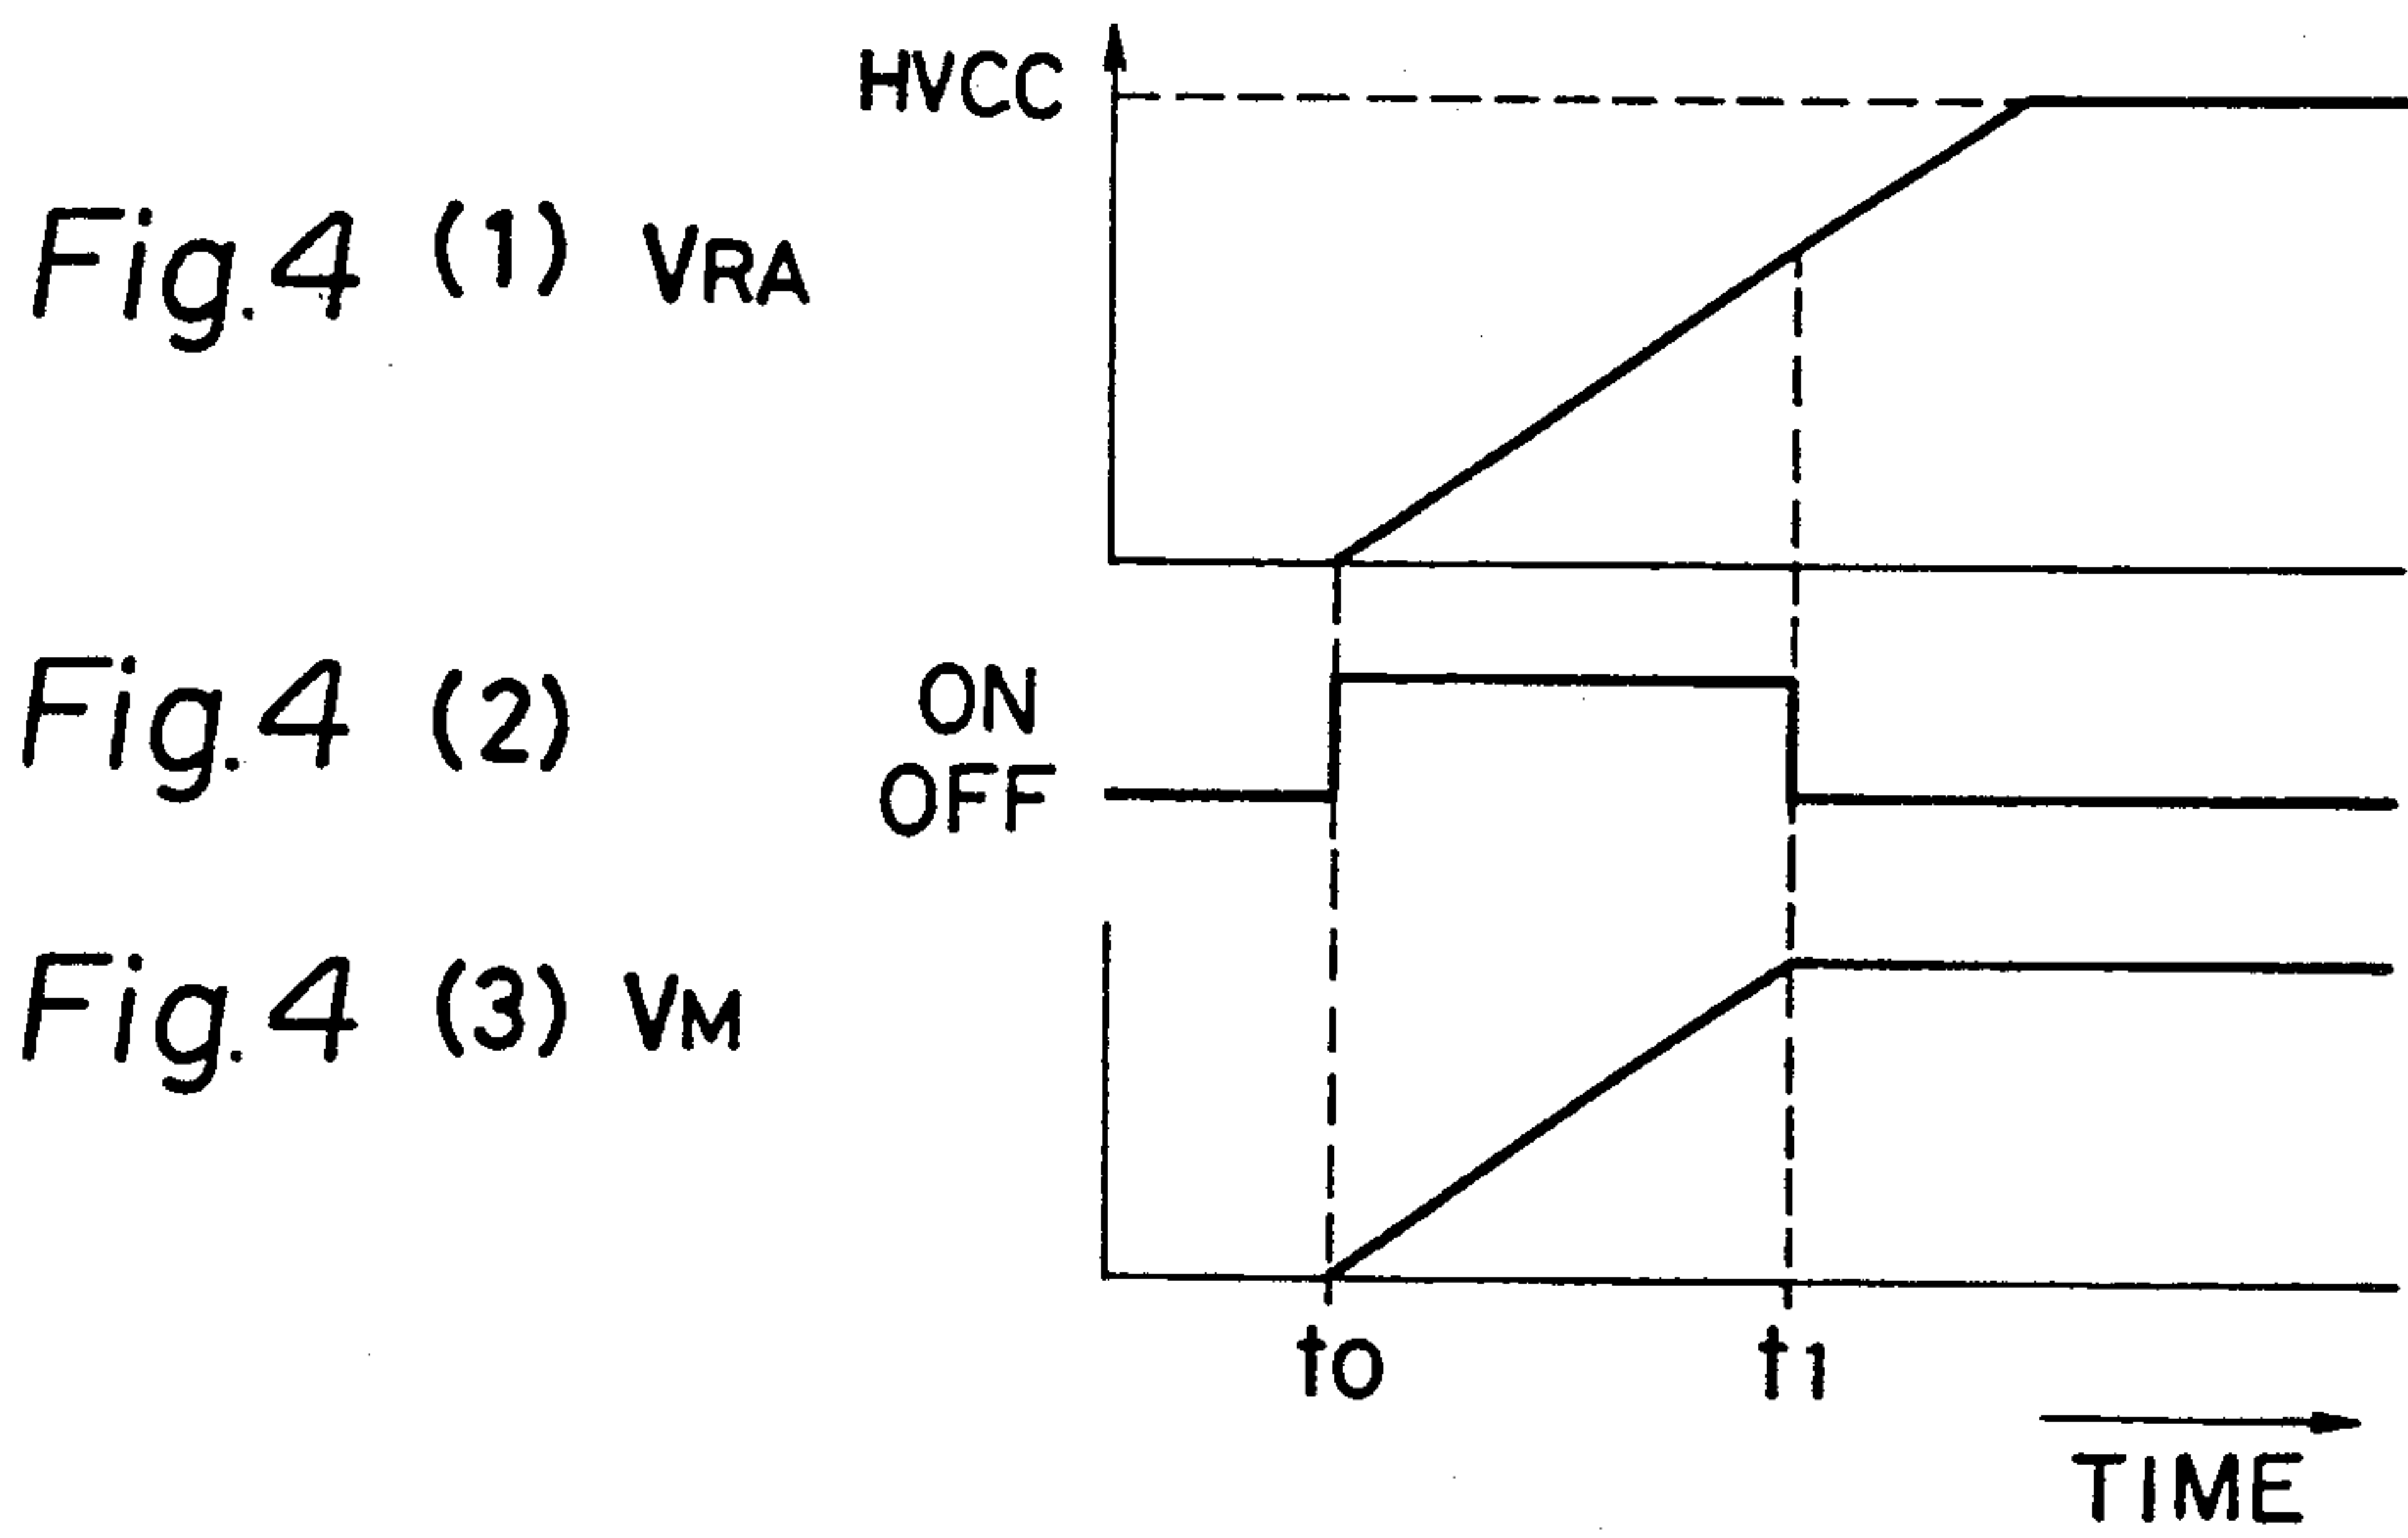 HVCC
Fig.4 (1) VRA
Fig.4 (2)
ON
OFF
Fig.4 (3) VM
t0
t1
TIME